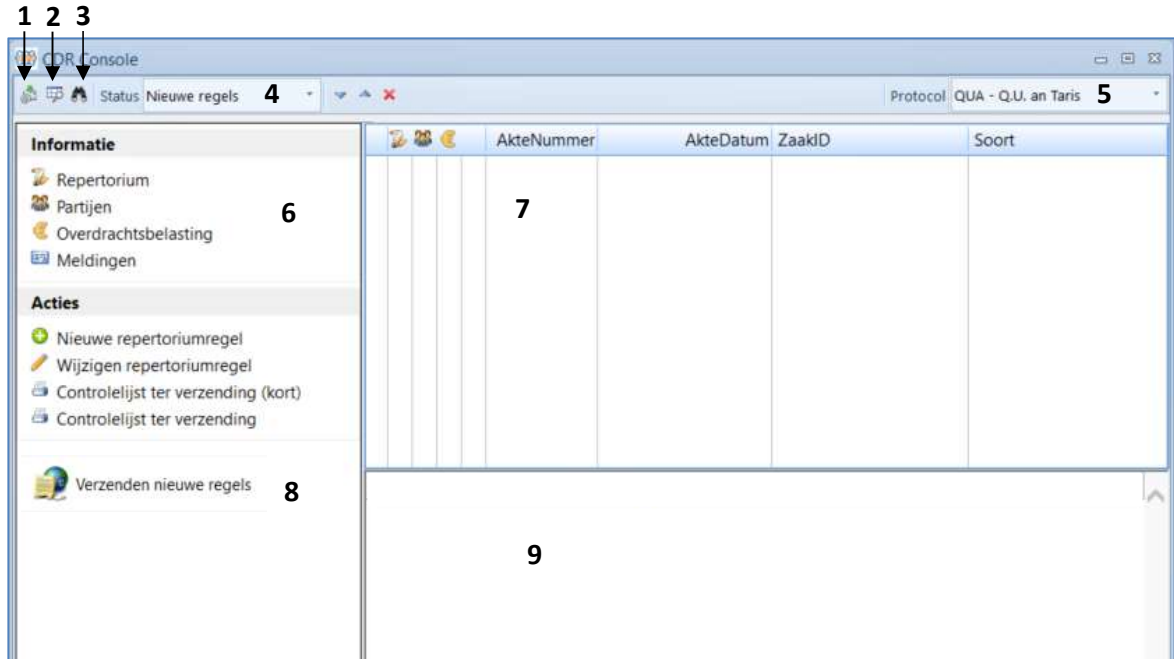 1 2 3
CDR Console
Status Nieuwe regels 4 Protocol QUA - Q.U. an Taris 5
Informatie
Repertorium
Partijen
Overdrachtsbelasting
Meldingen
6
Acties
Nieuwe repertoriumregel
Wijzigen repertoriumregel
Controlelijst ter verzending (kort)
Controlelijst ter verzending
Verzenden nieuwe regels
8
AkteNummer AkteDatum ZaakID Soort
7
9